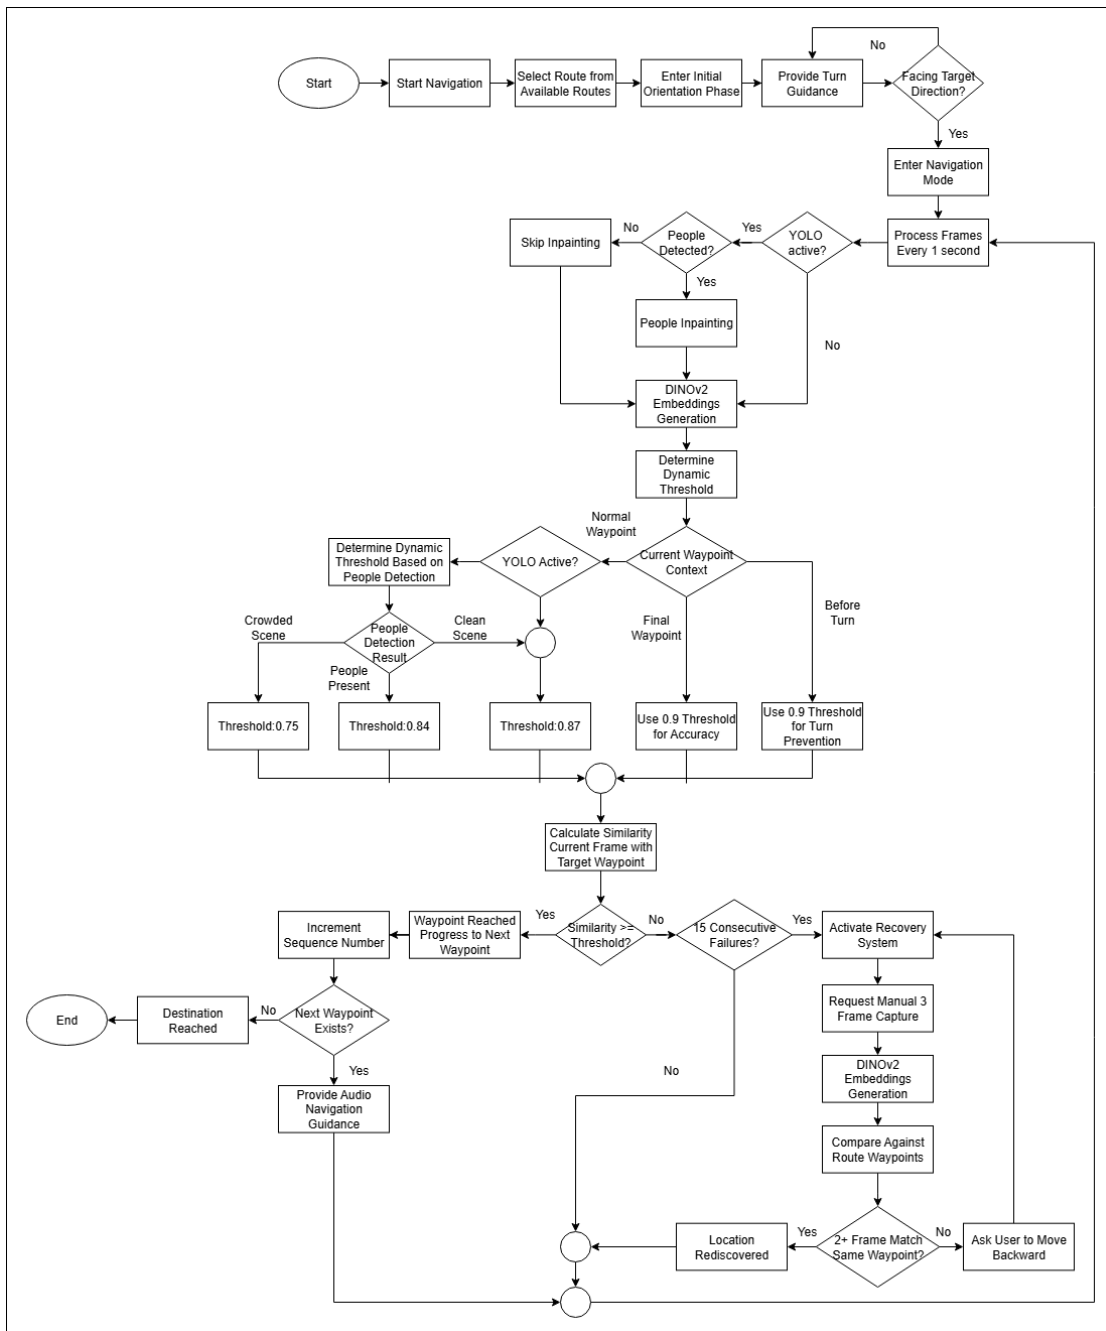 No
Start
Start Navigation
Select Route from
Available Routes
Enter Initial
Orientation Phase
Provide Turn
Guidance
Facing Target
Direction?
Yes
Enter Navigation
Mode
Process Frames
Every 1 second
YOLO
active?
Yes
People
Detected?
No
Skip Inpainting
Yes
People Inpainting
No
DINOv2
Embeddings
Generation
Determine
Dynamic
Threshold
Normal
Waypoint
Current Waypoint
Context
YOLO Active?
Determine Dynamic
Threshold Based on
People Detection
Crowded
Scene
People
Detection
Result
Clean
Scene
People
Present
Final
Waypoint
Before
Turn
Threshold:0.75
Threshold:0.84
Threshold:0.87
Use 0.9 Threshold
for Accuracy
Use 0.9 Threshold
for Turn
Prevention
Calculate Similarity
Current Frame with
Target Waypoint
Similarity >=
Threshold?
Yes
Waypoint Reached
Progress to Next
Waypoint
Increment
Sequence Number
No
15 Consecutive
Failures?
Yes
Activate Recovery
System
Next Waypoint
Exists?
No
Destination
Reached
End
Yes
Provide Audio
Navigation
Guidance
No
Request Manual 3
Frame Capture
DINOv2
Embeddings
Generation
Compare Against
Route Waypoints
2+ Frame Match
Same Waypoint?
Yes
Location
Rediscovered
No
Ask User to Move
Backward